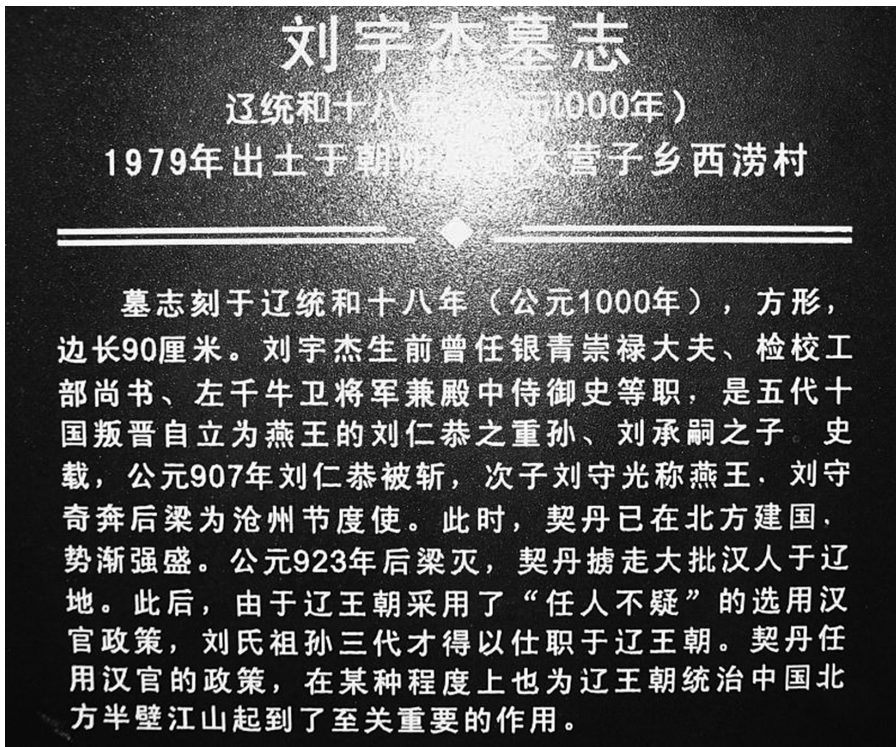 刘宇杰墓志
辽统和十八年（公元1000年）
1979年出土于朝阳 大营子乡西涝村
墓志刻于辽统和十八年（公元1000年），方形，
边长90厘米。刘宇杰生前曾任银青崇禄大夫、检校工
部尚书、左千牛卫将军兼殿中侍御史等职，是五代十
国叛晋自立为燕王的刘仁恭之重孙、刘承嗣之子。史
载，公元907年刘仁恭被斩，次子刘守光称燕王，刘守
奇奔后梁为沧州节度使。此时，契丹已在北方建国，
势渐强盛。公元923年后梁灭，契丹掳走大批汉人于辽
地。此后，由于辽王朝采用了“任人不疑”的选用汉
官政策，刘氏祖孙三代才得以仕职于辽王朝。契丹任
用汉官的政策，在某种程度上也为辽王朝统治中国北
方半壁江山起到了至关重要的作用。